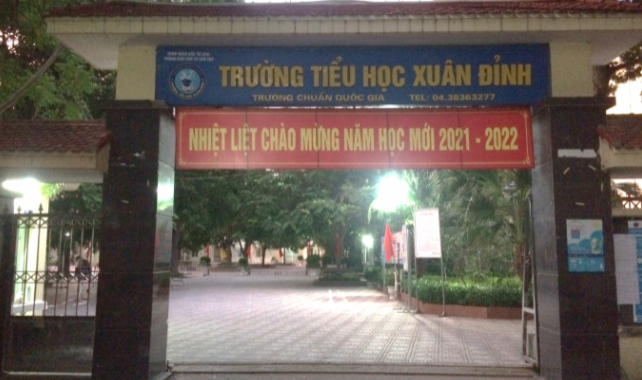 TRƯỜNG TIỂU HỌC XUÂN ĐỈNH
TRƯỜNG CHUẨN QUỐC GIA TEL: 04.38363277
NHIỆT LIỆT CHÀO MỪNG NĂM HỌC MỚI 2021 - 2022